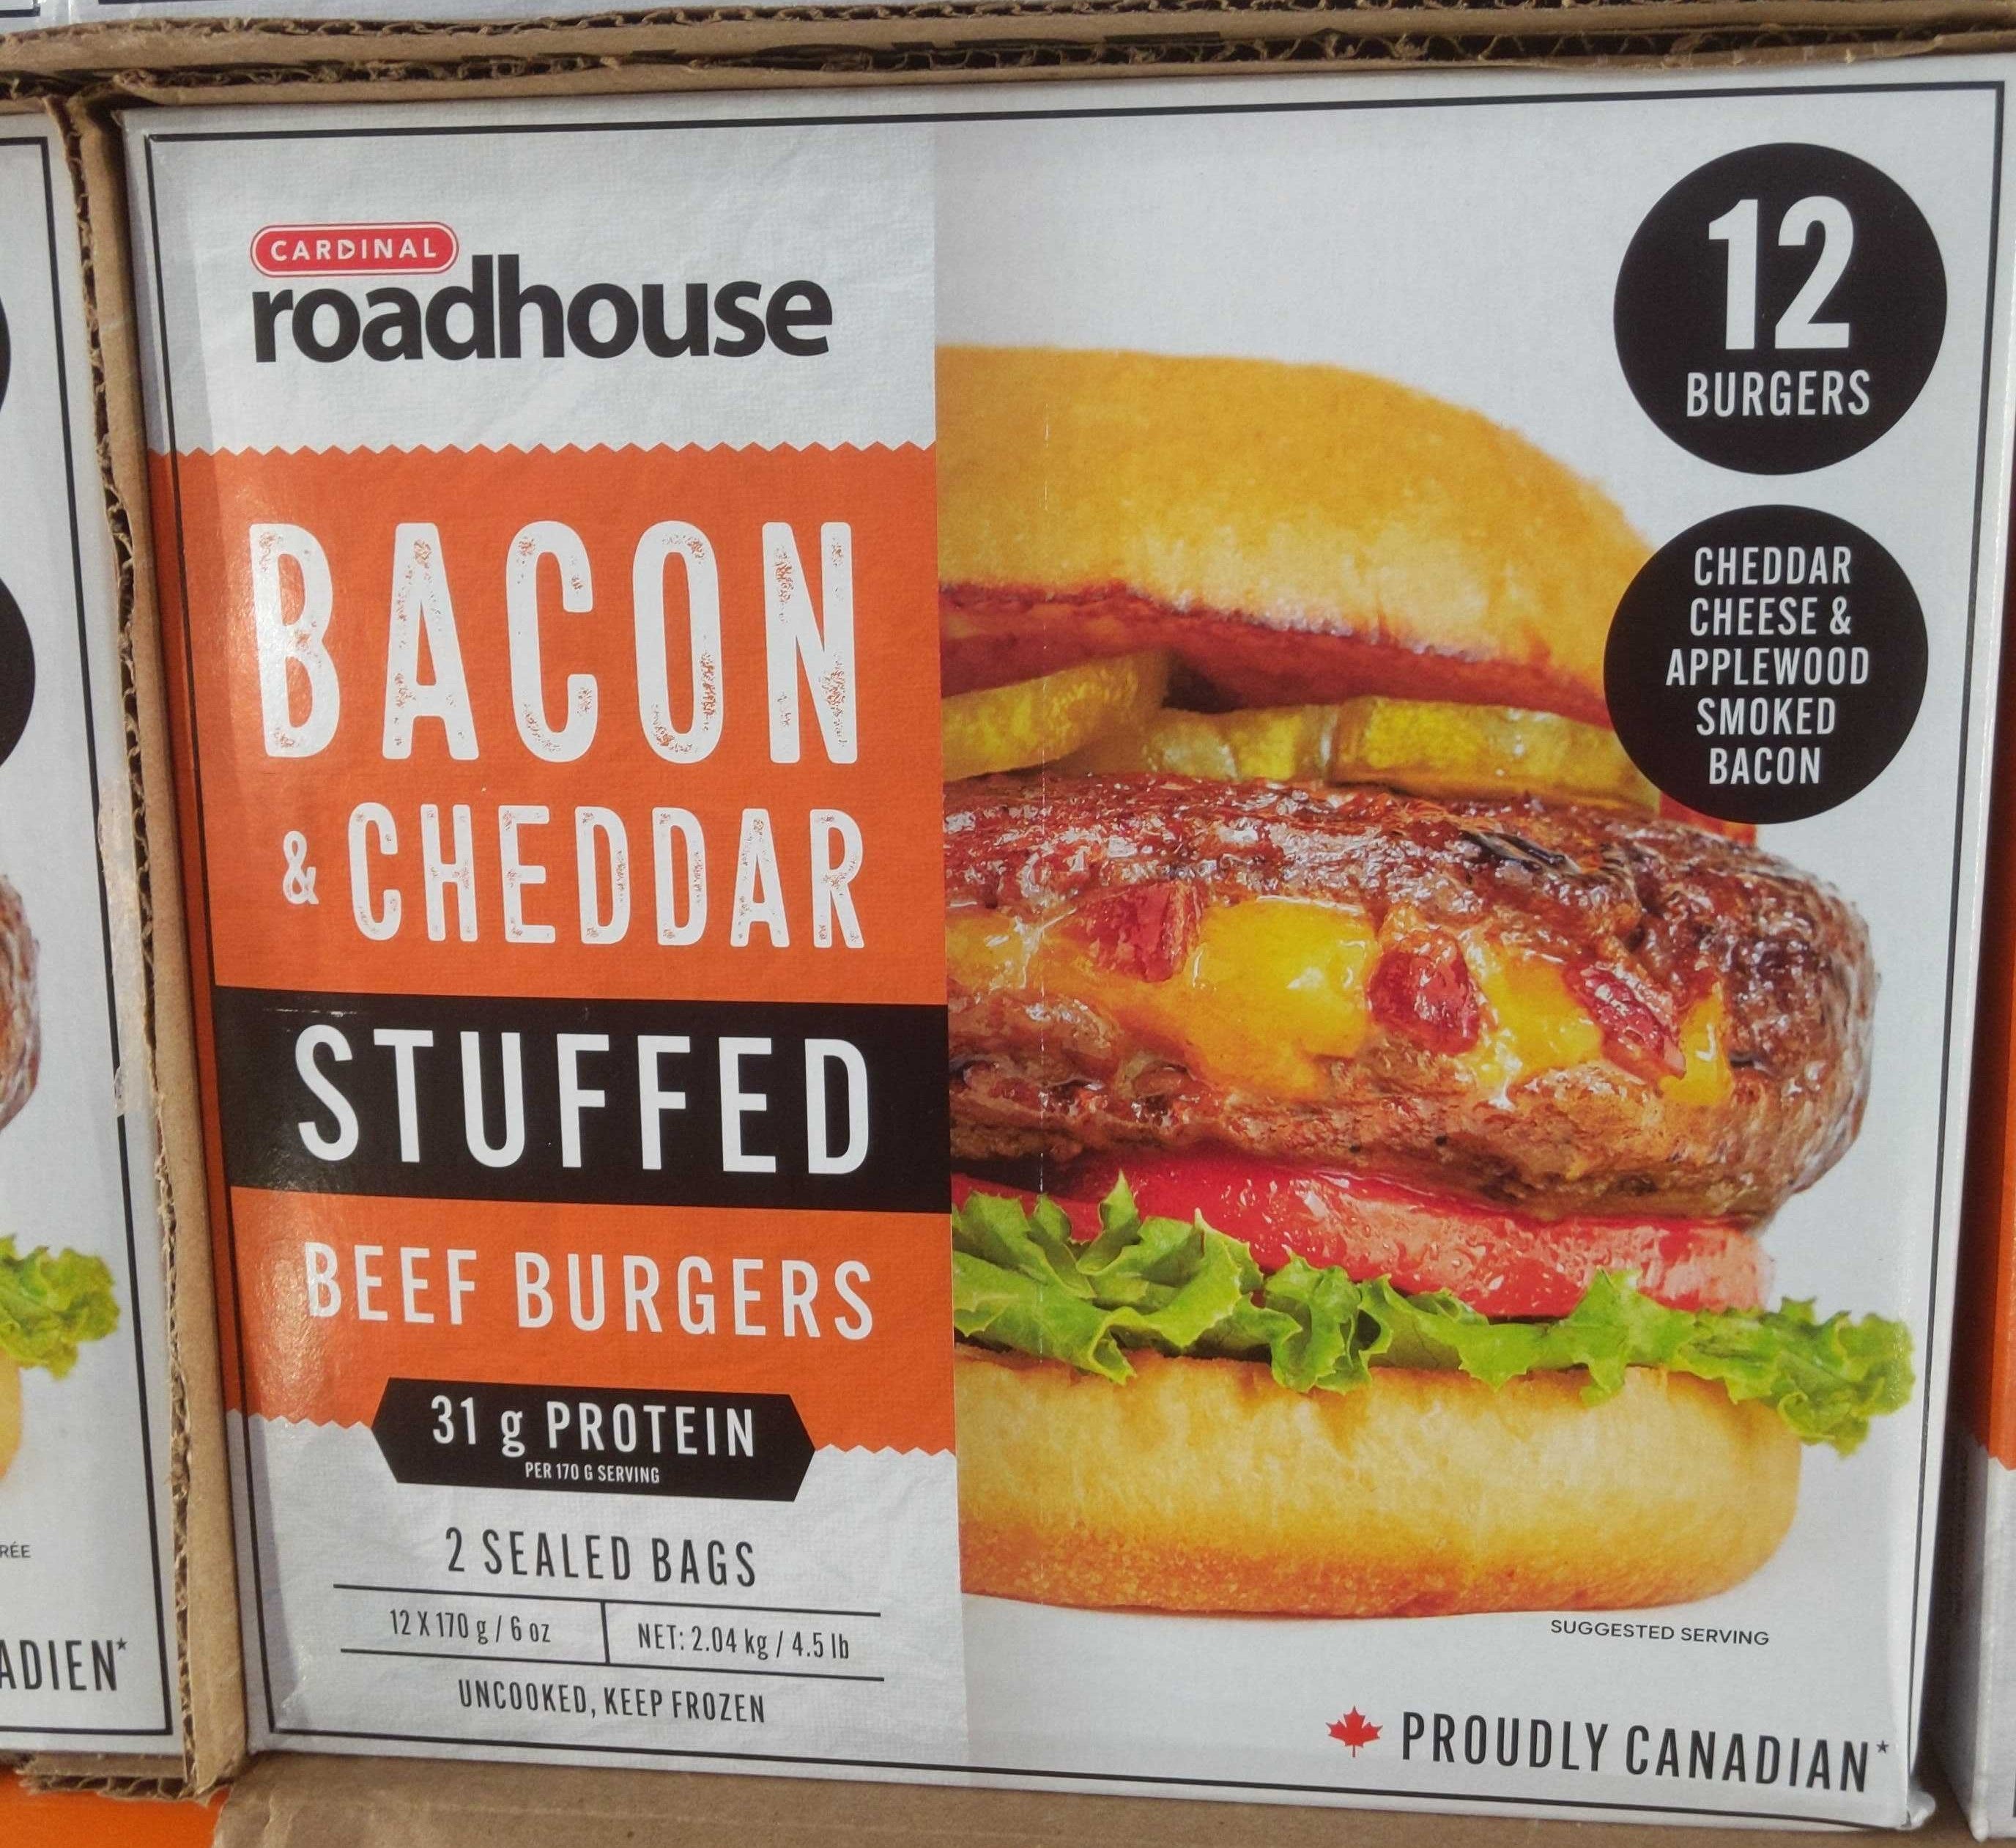 CARDINAL
roadhouse
BACON
& CHEDDAR
STUFFED
BEEF BURGERS
31 g PROTEIN
PER 170 G SERVING
2 SEALED BAGS
12 X 170 g / 6 oz
NET: 2.04 kg / 4.5 lb
UNCOOKED, KEEP FROZEN
12
BURGERS
CHEDDAR
CHEESE &
APPLEWOOD
SMOKED
BACON
SUGGESTED SERVING
PROUDLY CANADIAN*
RÉE
ADIEN*